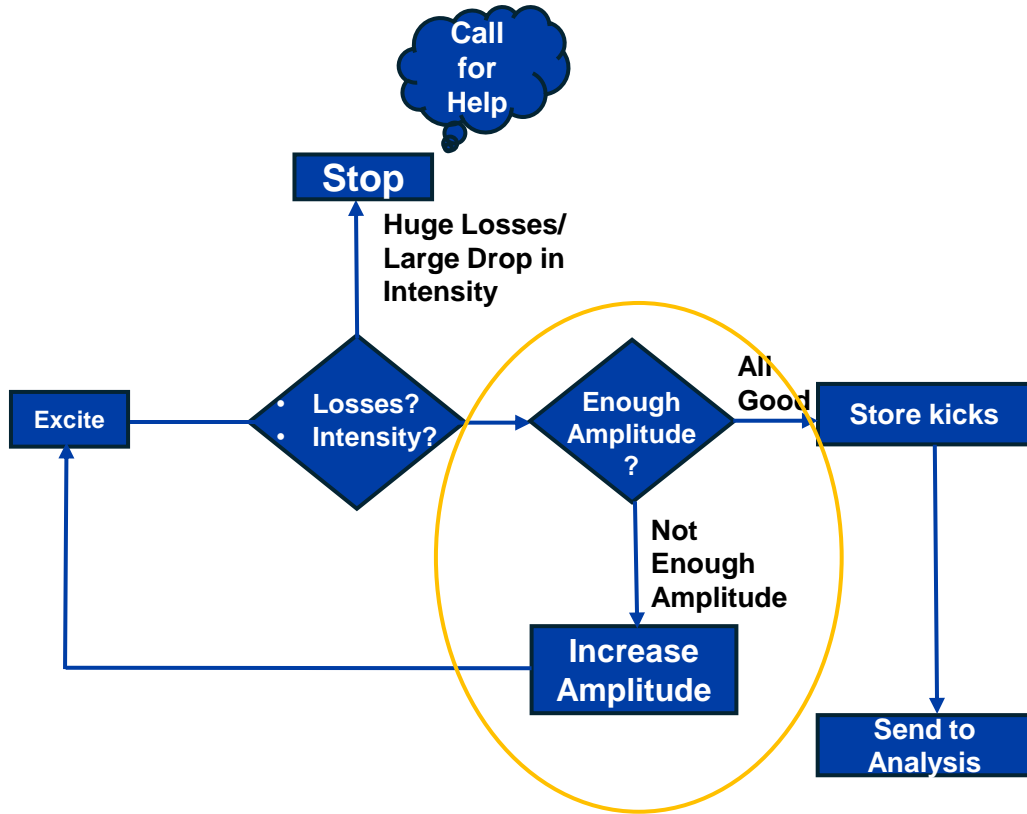 Call
for
Help
Stop
Huge Losses/
Large Drop in
Intensity
Excite
• Losses?
• Intensity?
Enough
Amplitude
?
All
Good
Store kicks
Not
Enough
Amplitude
Increase
Amplitude
Send to
Analysis